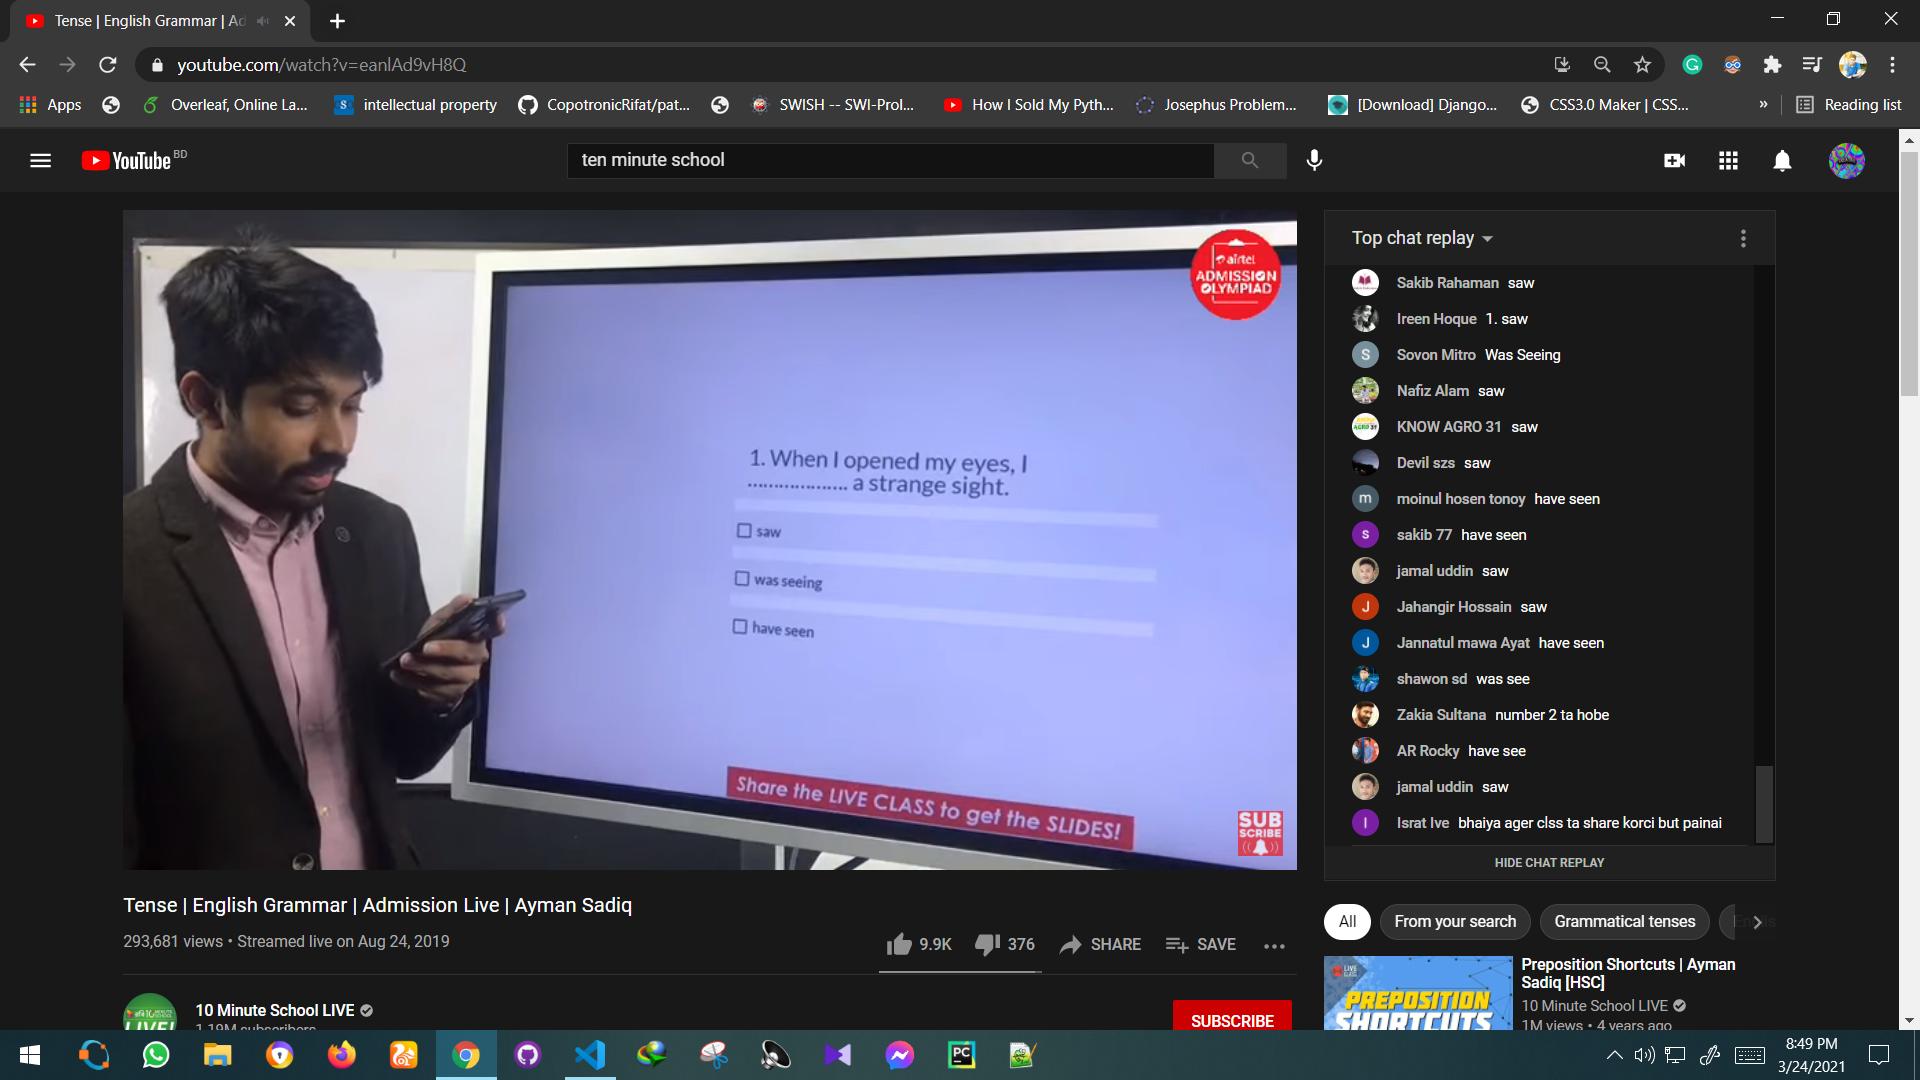 Tense | English Grammar | Ad
youtube.com/watch?v=eanlAd9vH8Q
Apps
Overleaf, Online La...
intellectual property
CopotronicRifat/pat...
SWISH -- SWI-Prol...
How I Sold My Pyth...
Josephus Problem...
[Download] Django...
CSS3.0 Maker | CSS...
»
Reading list
YouTube BD
ten minute school
airtel
ADMISSION
OLYMPIAD
1. When I opened my eyes, I
................... a strange sight.
saw
was seeing
have seen
Share the LIVE CLASS to get the SLIDES!
SUB
SCRIBE
Top chat replay
Sakib Rahaman saw
Ireen Hoque 1. saw
S Sovon Mitro Was Seeing
Nafiz Alam saw
KNOW AGRO 31 saw
Devil szs saw
m moinul hosen tonoy have seen
s sakib 77 have seen
jamal uddin saw
J Jahangir Hossain saw
J Jannatul mawa Ayat have seen
shawon sd was see
Zakia Sultana number 2 ta hobe
AR Rocky have see
jamal uddin saw
I Israt Ive bhaiya ager clss ta share korci but painai
HIDE CHAT REPLAY
Tense | English Grammar | Admission Live | Ayman Sadiq
293,681 views • Streamed live on Aug 24, 2019
9.9K
376
SHARE
SAVE
10 Minute School LIVE
1.19M subscribers
SUBSCRIBE
All
From your search
Grammatical tenses
LIVE
PREPOSITION
SHORTCUTS
Preposition Shortcuts | Ayman
Sadiq [HSC]
10 Minute School LIVE
1M views • 4 years ago
8:49 PM
3/24/2021